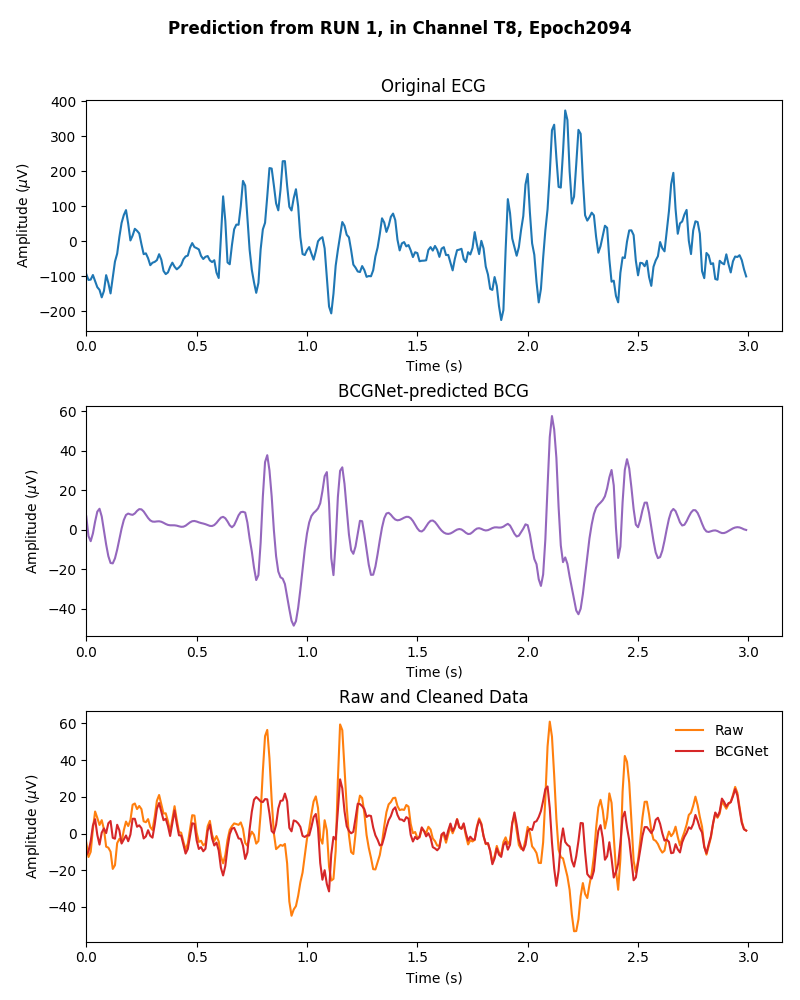 Prediction from RUN 1, in Channel T8, Epoch2094
Original ECG
Amplitude (μV)
400
300
200
100
0
−100
−200
0.0 0.5 1.0 1.5 2.0 2.5 3.0
Time (s)
BCGNet-predicted BCG
Amplitude (μV)
60
40
20
0
−20
−40
0.0 0.5 1.0 1.5 2.0 2.5 3.0
Time (s)
Raw and Cleaned Data
Amplitude (μV)
60
40
20
0
−20
−40
Raw
BCGNet
0.0 0.5 1.0 1.5 2.0 2.5 3.0
Time (s)